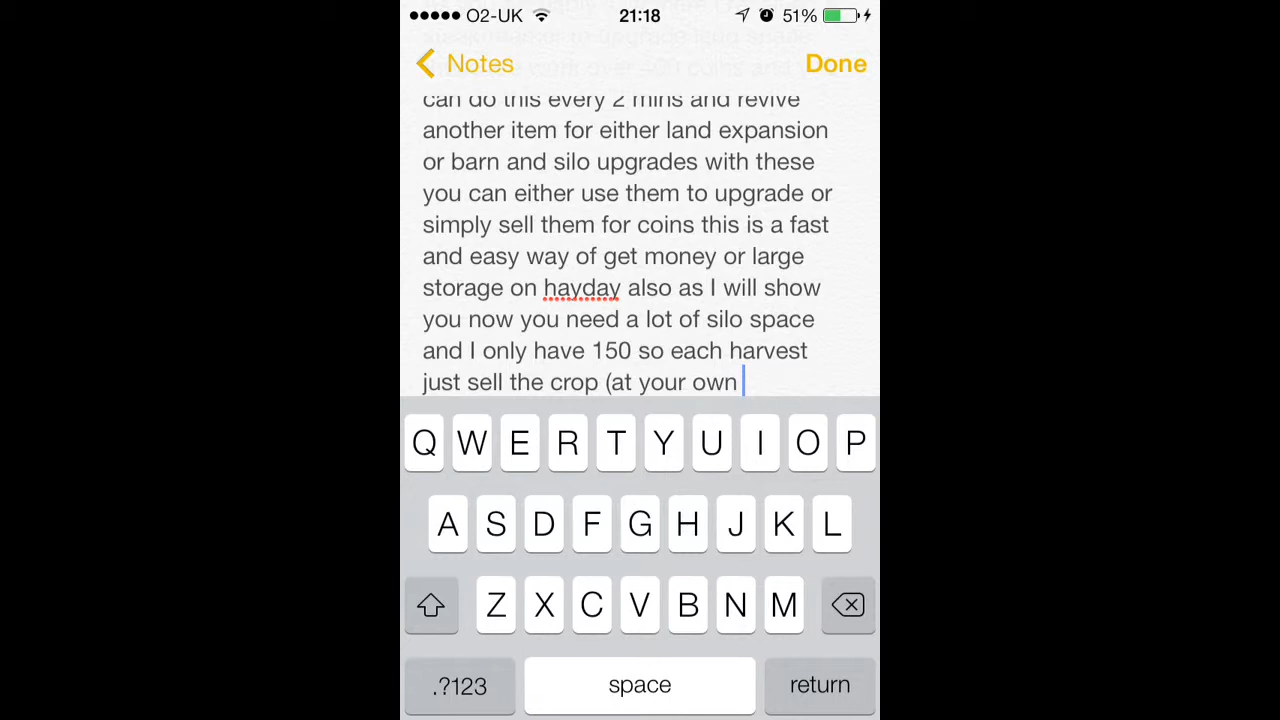 O2-UK 21:18 51%
Notes Done
can do this every 2 mins and revive
another item for either land expansion
or barn and silo upgrades with these
you can either use them to upgrade or
simply sell them for coins this is a fast
and easy way of get money or large
storage on hayday also as I will show
you now you need a lot of silo space
and I only have 150 so each harvest
just sell the crop (at your own
Q W E R T Y U I O P
A S D F G H J K L
Z X C V B N M
.?123 space return